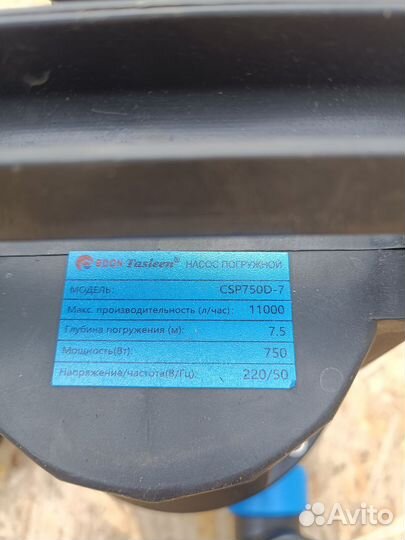 EDON Tasleen® НАСОС ПОГРУЖНОЙ
МОДЕЛЬ: CSP750D-7
Макс. производительность (л/час): 11000
Глубина погружения (м): 7.5
Мощность(Вт): 750
Напряжение/частота(В/Гц): 220/50
Avito